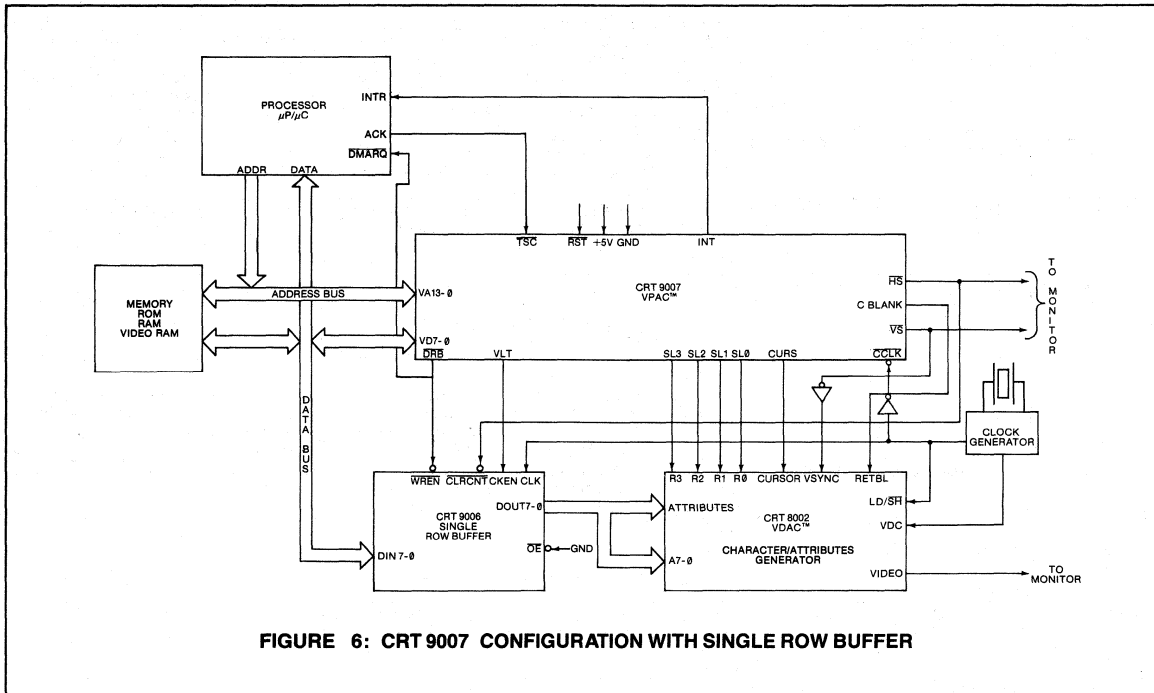 PROCESSOR
µP/µC
INTR
ACK
DMARQ
ADDR DATA
TSC RST +5V GND INT
MEMORY
ROM
RAM
VIDEO RAM
ADDRESS BUS
VA13-0
CRT 9007
VPAC™
HS
C BLANK
VS
TO MONITOR
VD7-0
DRB VLT SL3 SL2 SL1 SL0 CURS CCLK
DATA BUS
CLOCK
GENERATOR
WREN CLRCNT CKEN CLK
DOUT7-0
CRT 9006
SINGLE
ROW BUFFER
OE GND
DIN 7-0
R3 R2 R1 R0 CURSOR VSYNC RETBL
LD/SH
ATTRIBUTES
CRT 8002
VDAC™
VDC
CHARACTER/ATTRIBUTES
GENERATOR
A7-0
VIDEO
TO
MONITOR
FIGURE 6: CRT 9007 CONFIGURATION WITH SINGLE ROW BUFFER